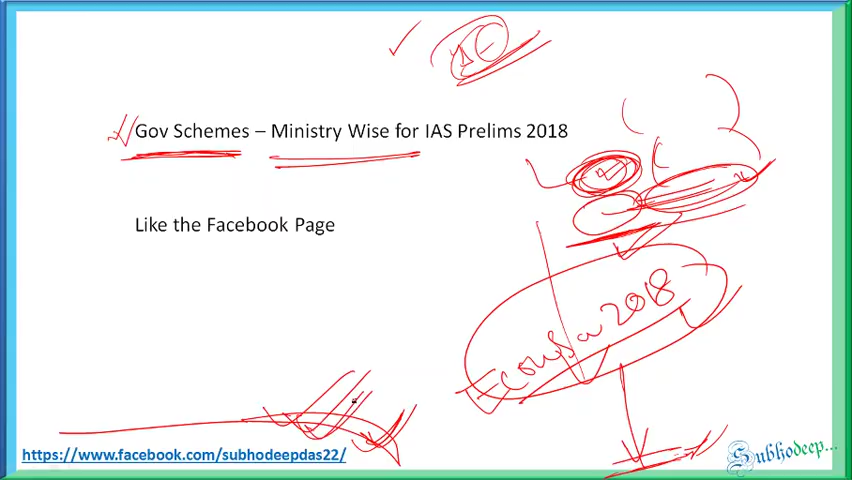 Gov Schemes – Ministry Wise for IAS Prelims 2018
Like the Facebook Page
2018
https://www.facebook.com/subhodeepdas22/
Subhodeep...